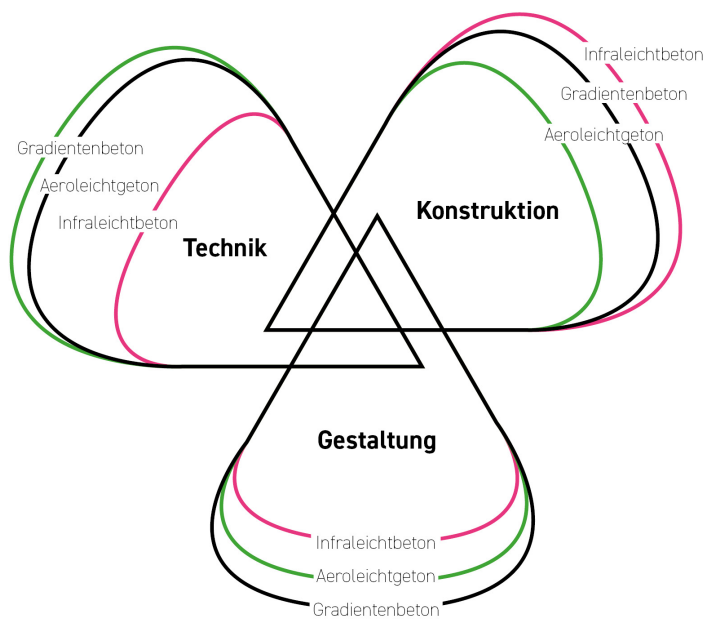 Infraleichtbeton
Gradientenbeton
Aeroleichtgeton
Konstruktion
Gradientenbeton
Aeroleichtgeton
Infraleichtbeton
Technik
Gestaltung
Infraleichtbeton
Aeroleichtgeton
Gradientenbeton